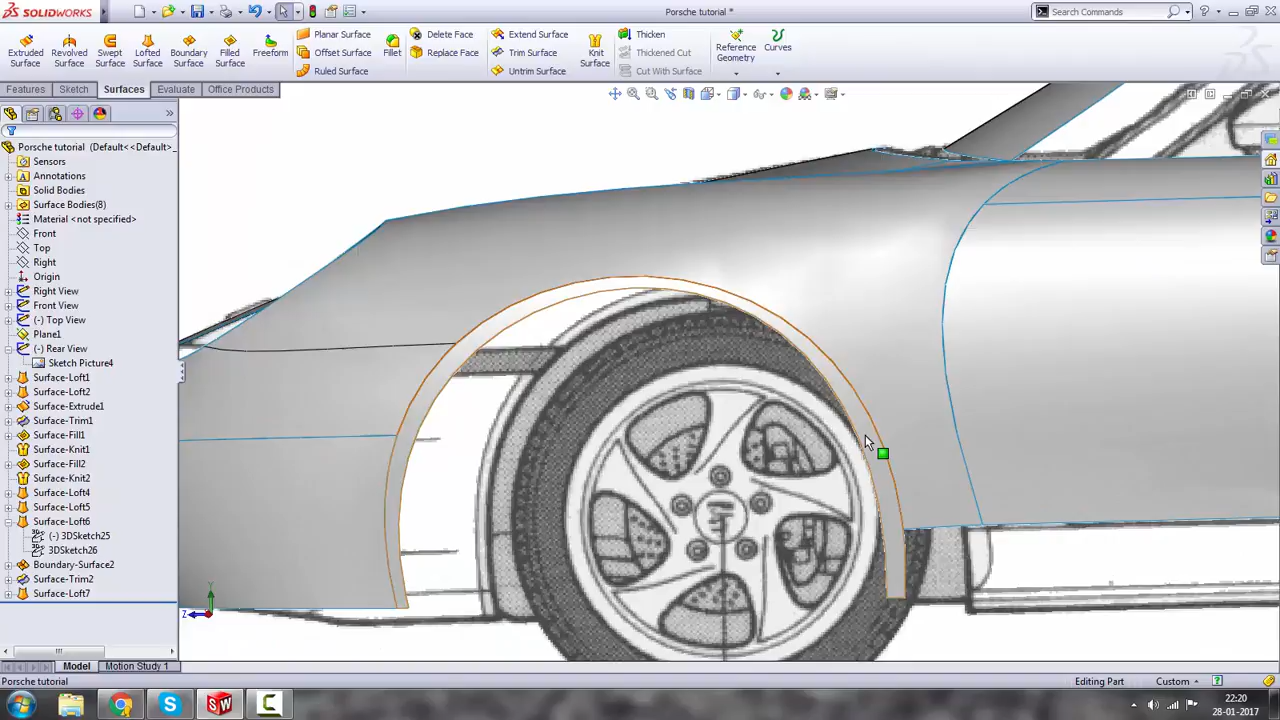 SOLIDWORKS
Porsche tutorial *
Search Commands
Extruded Surface
Revolved Surface
Swept Surface
Lofted Surface
Boundary Surface
Filled Surface
Freeform
Planar Surface
Offset Surface
Ruled Surface
Fillet
Delete Face
Replace Face
Extend Surface
Trim Surface
Untrim Surface
Knit Surface
Thicken
Thickened Cut
Cut With Surface
Reference Geometry
Curves
Features
Sketch
Surfaces
Evaluate
Office Products
Porsche tutorial (Default<<Default>_
Sensors
Annotations
Solid Bodies
Surface Bodies(8)
Material <not specified>
Front
Top
Right
Origin
Right View
Front View
(-) Top View
Plane1
(-) Rear View
Sketch Picture4
Surface-Loft1
Surface-Loft2
Surface-Extrude1
Surface-Trim1
Surface-Fill1
Surface-Knit1
Surface-Fill2
Surface-Knit2
Surface-Loft4
Surface-Loft5
Surface-Loft6
(-) 3DSketch25
3DSketch26
Boundary-Surface2
Surface-Trim2
Surface-Loft7
Y
Z
Model
Motion Study 1
Porsche tutorial
Editing Part
Custom
22:20
28-01-2017